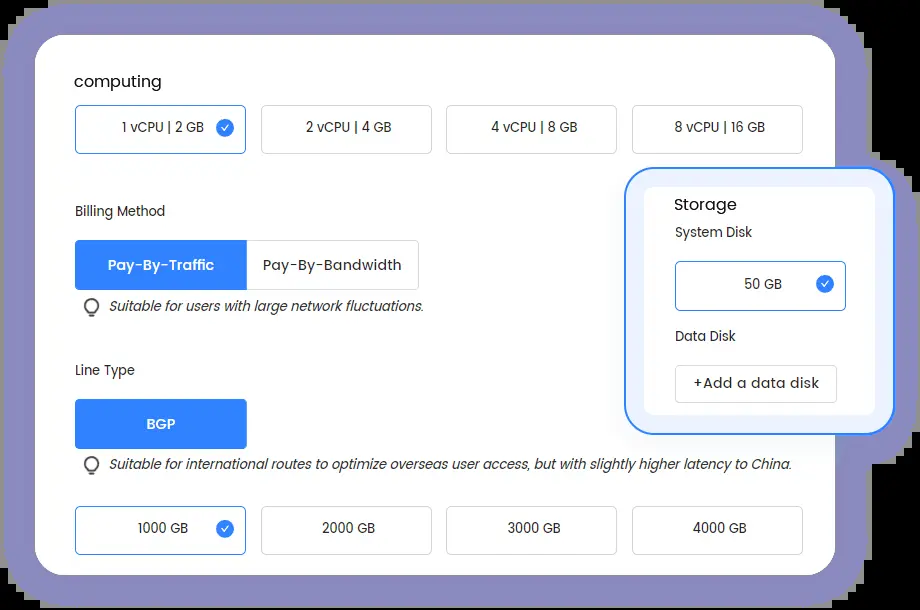 computing
1 vCPU | 2 GB
2 vCPU | 4 GB
4 vCPU | 8 GB
8 vCPU | 16 GB
Billing Method
Pay-By-Traffic
Pay-By-Bandwidth
Suitable for users with large network fluctuations.
Line Type
BGP
Suitable for international routes to optimize overseas user access, but with slightly higher latency to China.
1000 GB
2000 GB
3000 GB
4000 GB
Storage
System Disk
50 GB
Data Disk
+Add a data disk